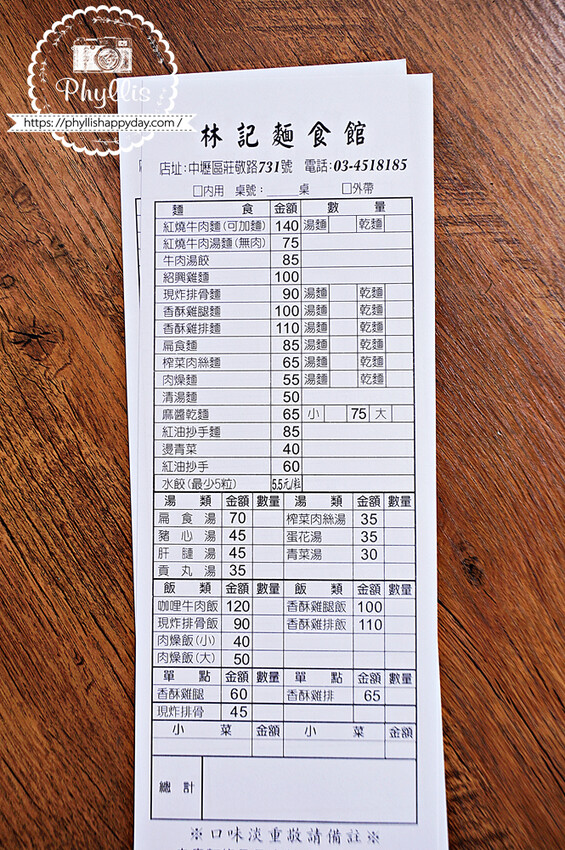 Phyllis
https://phyllishappyday.com/
林記麵食館
店址:中壢區莊敬路731號 電話:03-4518185
□內用 桌號:____桌 □外帶
麵食 金額 數量
紅燒牛肉麵(可加麵) 140 湯麵 乾麵
紅燒牛肉湯麵(無肉) 75
牛肉湯餃 85
紹興雞麵 100
現炸排骨麵 90 湯麵 乾麵
香酥雞腿麵 100 湯麵 乾麵
香酥雞排麵 110 湯麵 乾麵
扁食麵 85 湯麵 乾麵
榨菜肉絲麵 65 湯麵 乾麵
肉燥麵 55 湯麵 乾麵
清湯麵 50
麻醬乾麵 65 小 75 大
紅油抄手麵 85
燙青菜 40
紅油抄手 60
水餃(最少5粒) 5.5元/粒
湯類 金額 數量 湯類 金額 數量
扁食湯 70 榨菜肉絲湯 35
豬心湯 45 蛋花湯 35
肝腱湯 45 青菜湯 30
貢丸湯 35
飯類 金額 數量 飯類 金額 數量
咖哩牛肉飯 120 香酥雞腿飯 100
現炸排骨飯 90 香酥雞排飯 110
肉燥飯(小) 40
肉燥飯(大) 50
單點 金額 數量 單點 金額 數量
香酥雞腿 60 香酥雞排 65
現炸排骨 45
小菜 金額 小菜 金額
總計
※口味淡重敬請備註※